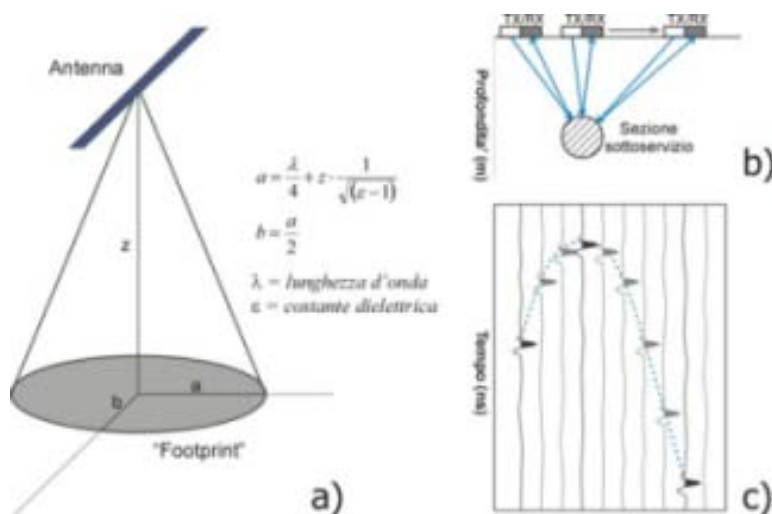 Antenna
z
a = λ/4 + z · 1/√(ε−1)
b = a/2
λ = lunghezza d'onda
ε = costante dielettrica
a
b
"Footprint"
a)
TX/RX TX/RX TX/RX
Profondita' (m)
Sezione
sottoservizio
b)
Tempo (ns)
c)